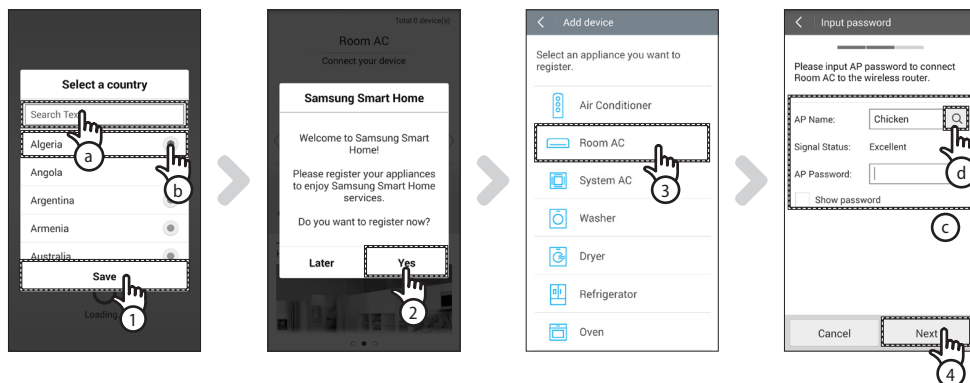 Select a country
Search Tex
Algeria
a
b
Angola
Argentina
Armenia
Australia
Save
Loading
1
Total 0 device(s)
Room AC
Connect your device
Samsung Smart Home
Welcome to Samsung Smart
Home!
Please register your appliances
to enjoy Samsung Smart Home
services.
Do you want to register now?
Later
Yes
2
Add device
Select an appliance you want to
register.
Air Conditioner
Room AC
3
System AC
Washer
Dryer
Refrigerator
Oven
Input password
Please input AP password to connect
Room AC to the wireless router.
AP Name: Chicken
d
Signal Status: Excellent
AP Password:
Show password
c
Cancel
Next
4